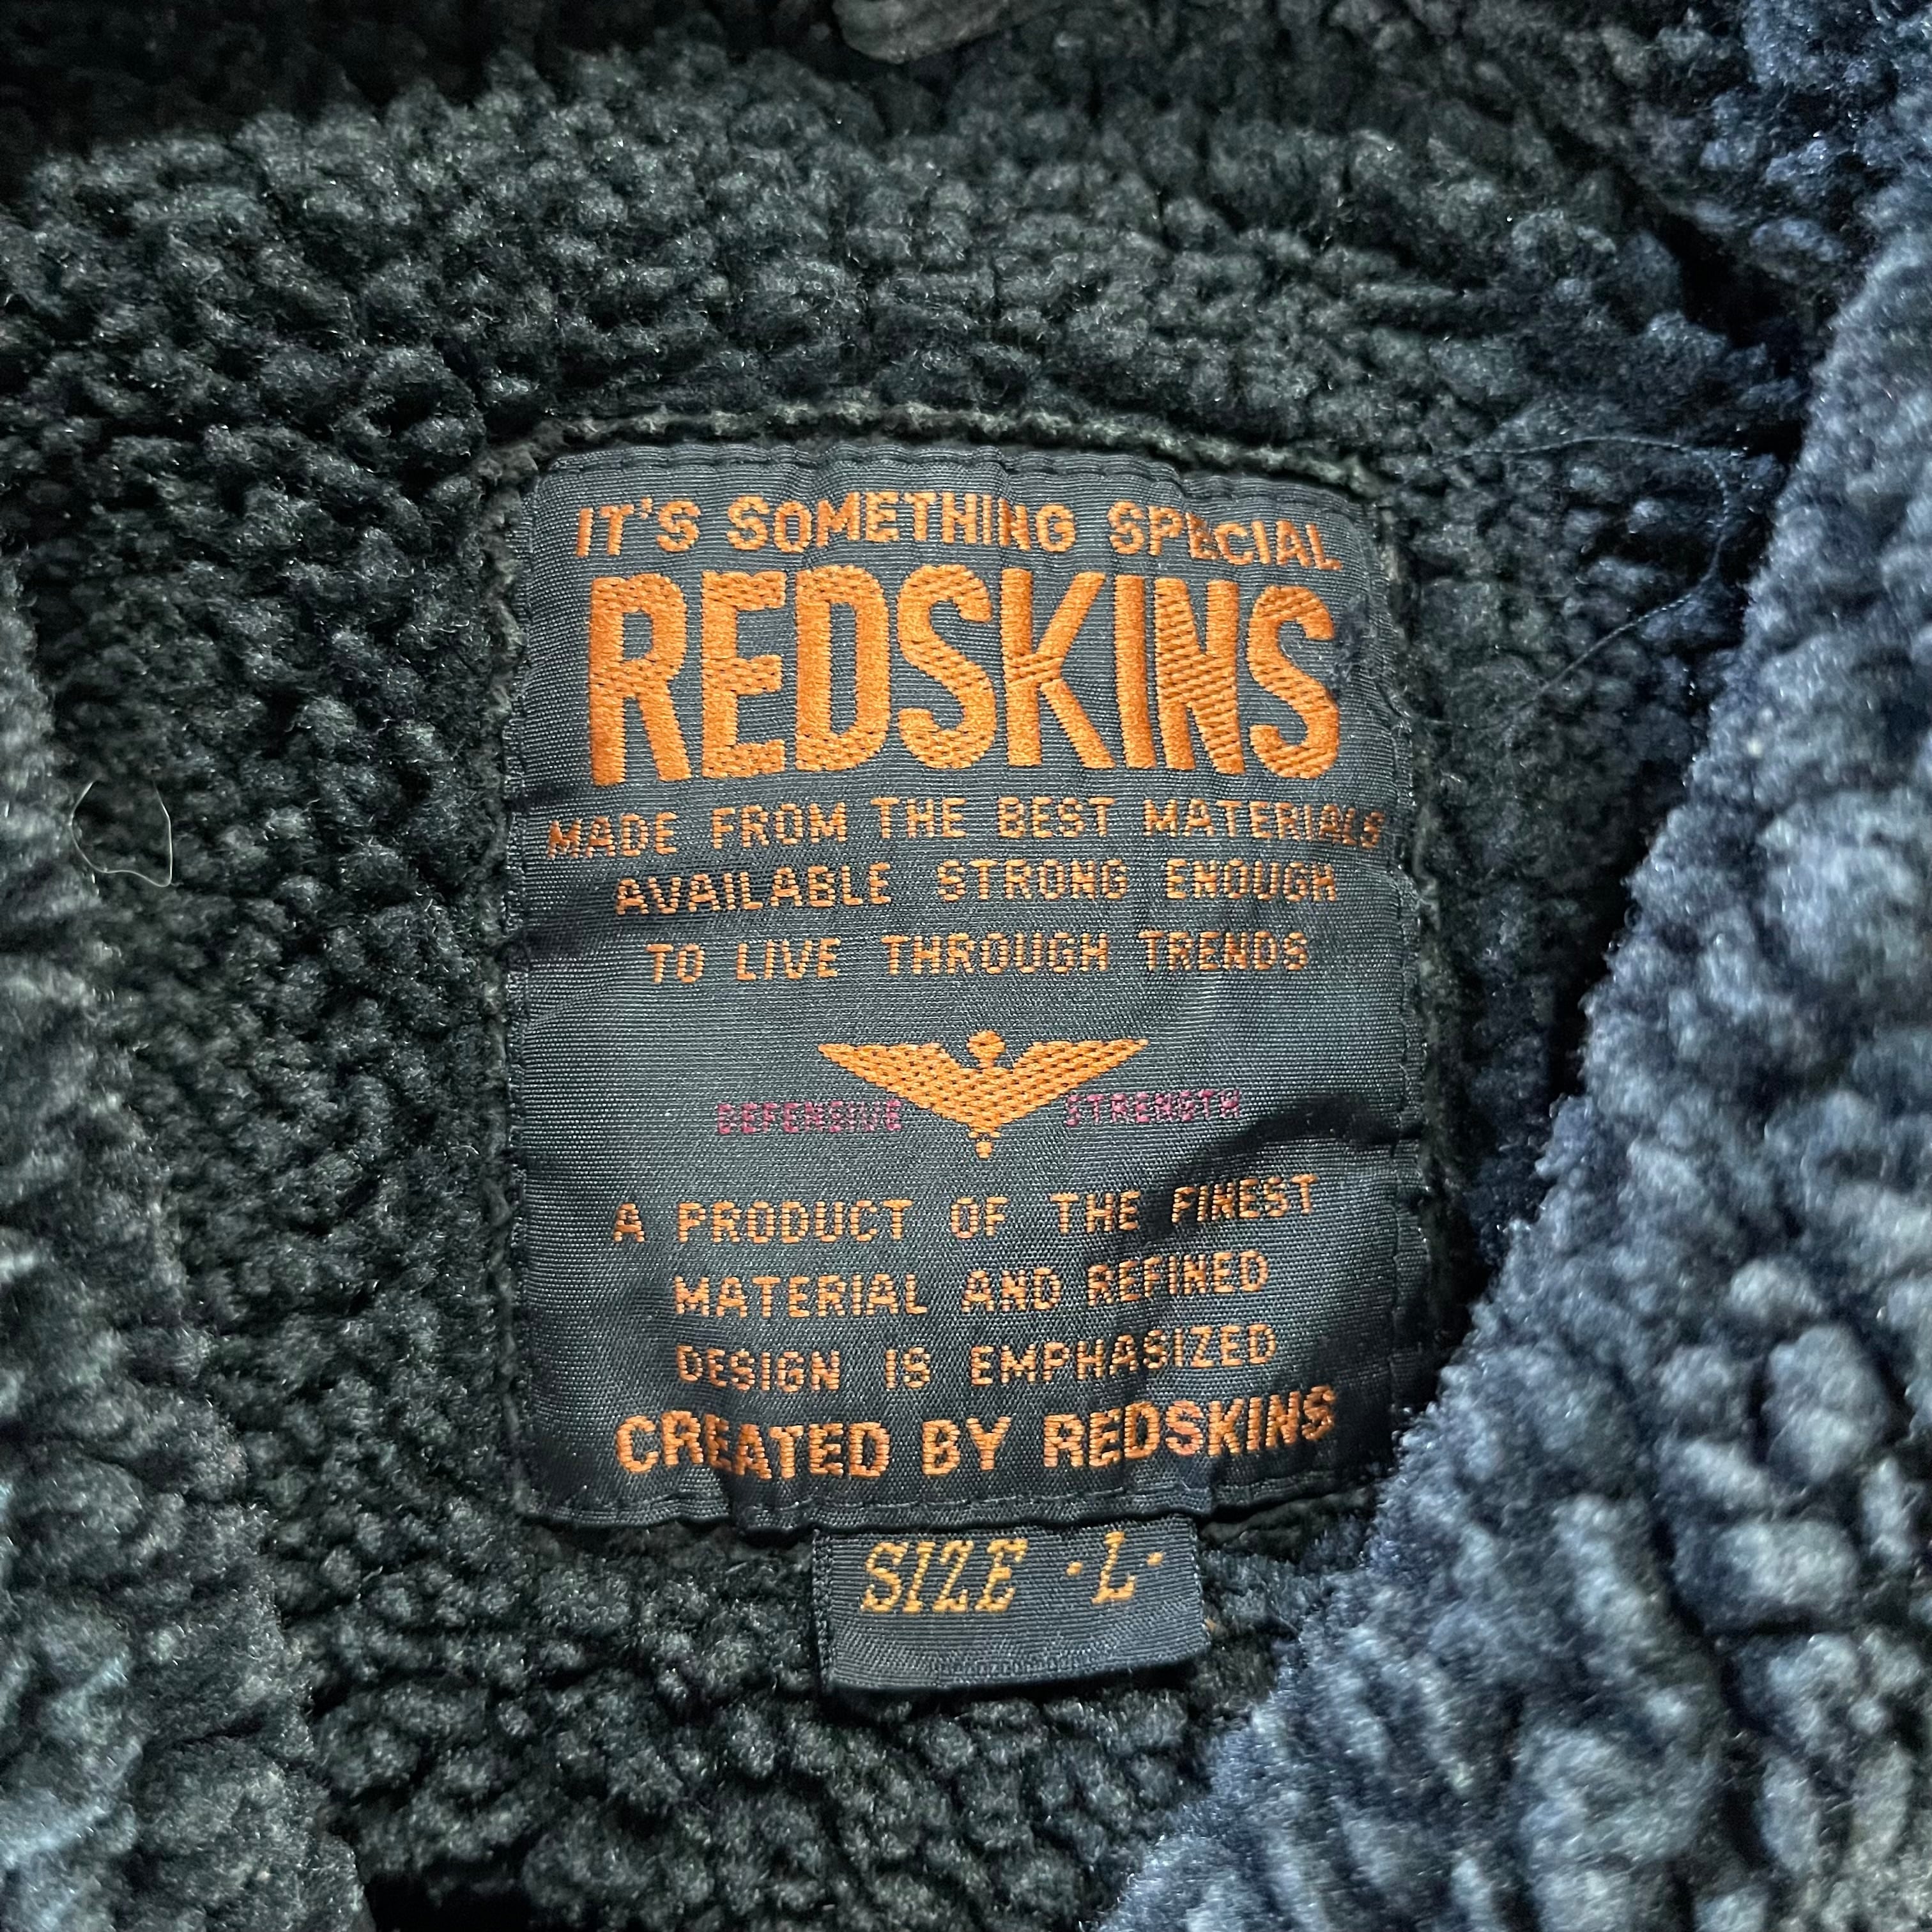 IT'S SOMETHING SPECIAL
REDSKINS
MADE FROM THE BEST MATERIALS
AVAILABLE STRONG ENOUGH
TO LIVE THROUGH TRENDS
DEFENSIVE STRENGTH
A PRODUCT OF THE FINEST
MATERIAL AND REFINED
DESIGN IS EMPHASIZED
CREATED BY REDSKINS
SIZE ·L·